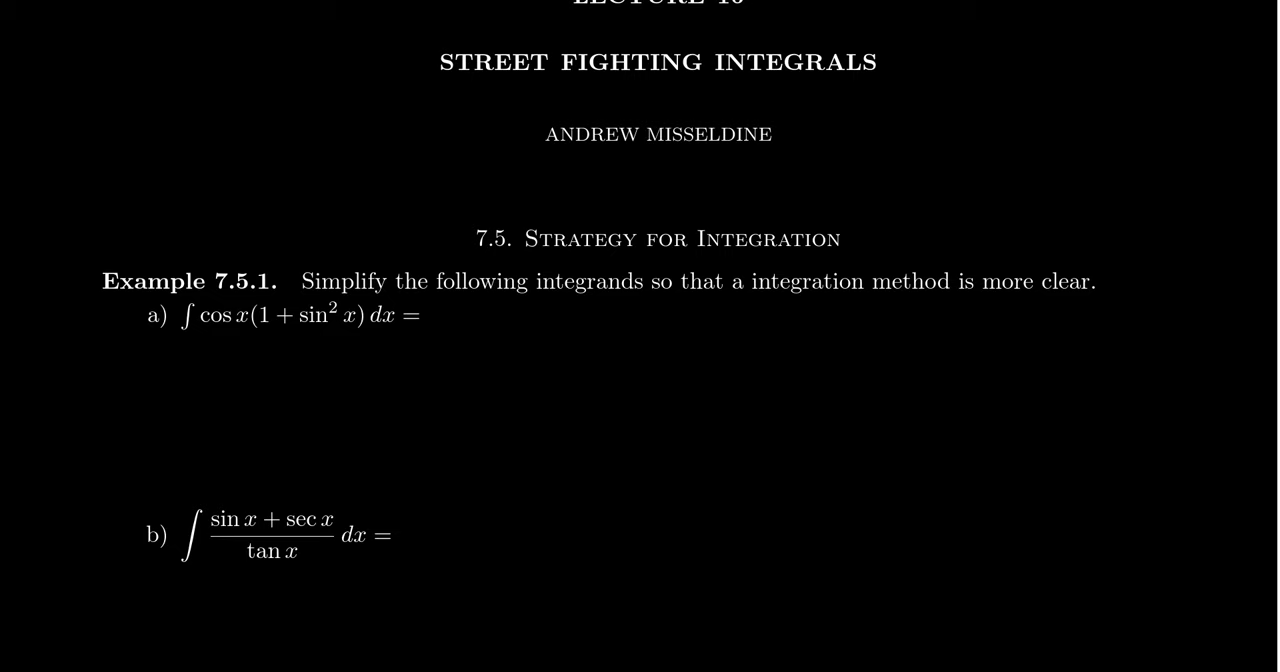 STREET FIGHTING INTEGRALS
ANDREW MISSELDINE
7.5. STRATEGY FOR INTEGRATION
Example 7.5.1. Simplify the following integrands so that a integration method is more clear.
a) ∫ cos x(1 + sin² x) dx =
b) ∫ (sin x + sec x)/(tan x) dx =